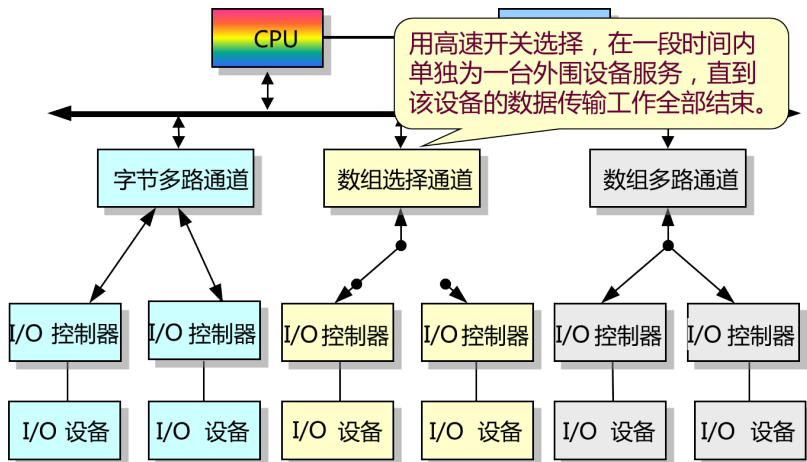 CPU
用高速开关选择，在一段时间内
单独为一台外围设备服务，直到
该设备的数据传输工作全部结束。
字节多路通道
数组选择通道
数组多路通道
I/O 控制器
I/O 控制器
I/O 控制器
I/O 控制器
I/O 控制器
I/O 控制器
I/O 设备
I/O 设备
I/O 设备
I/O 设备
I/O 设备
I/O 设备